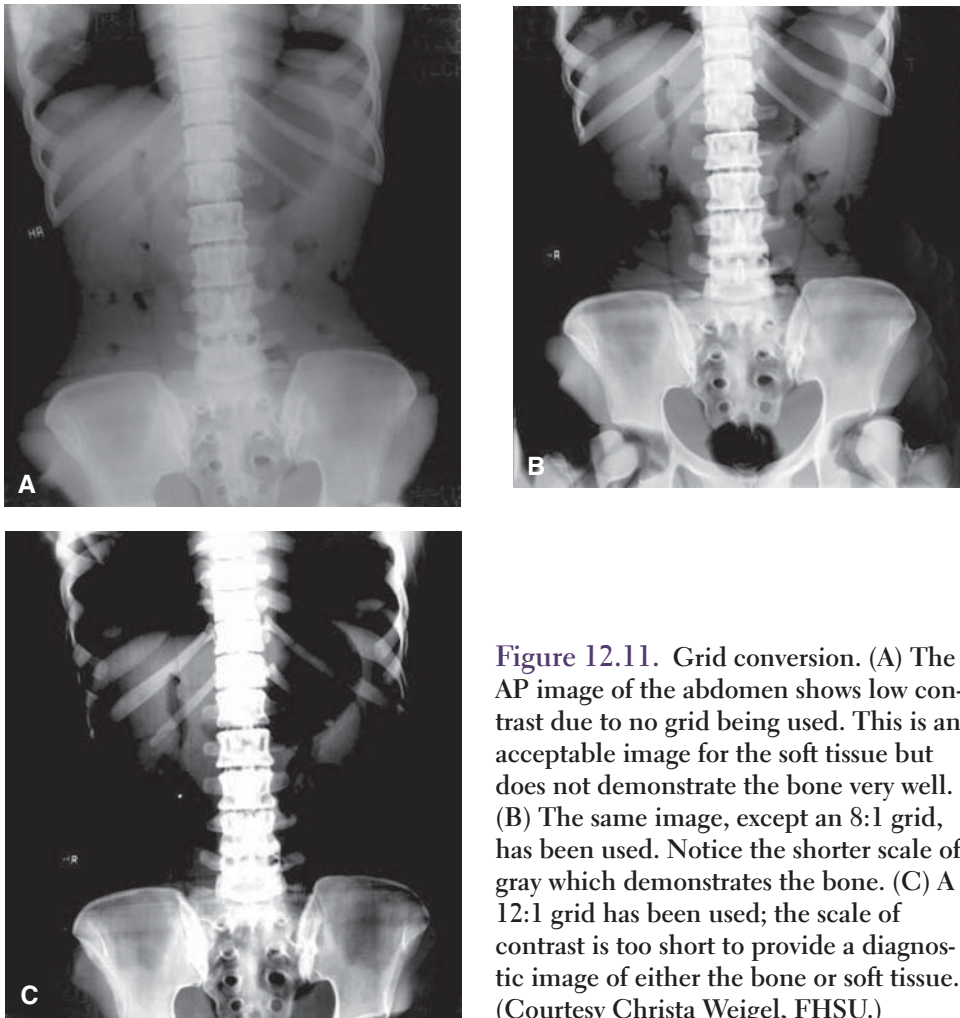 A
HR
B
C
HR
Figure 12.11. Grid conversion. (A) The
AP image of the abdomen shows low con-
trast due to no grid being used. This is an
acceptable image for the soft tissue but
does not demonstrate the bone very well.
(B) The same image, except an 8:1 grid,
has been used. Notice the shorter scale of
gray which demonstrates the bone. (C) A
12:1 grid has been used; the scale of
contrast is too short to provide a diagnos-
tic image of either the bone or soft tissue.
(Courtesy Christa Weigel, FHSU.)